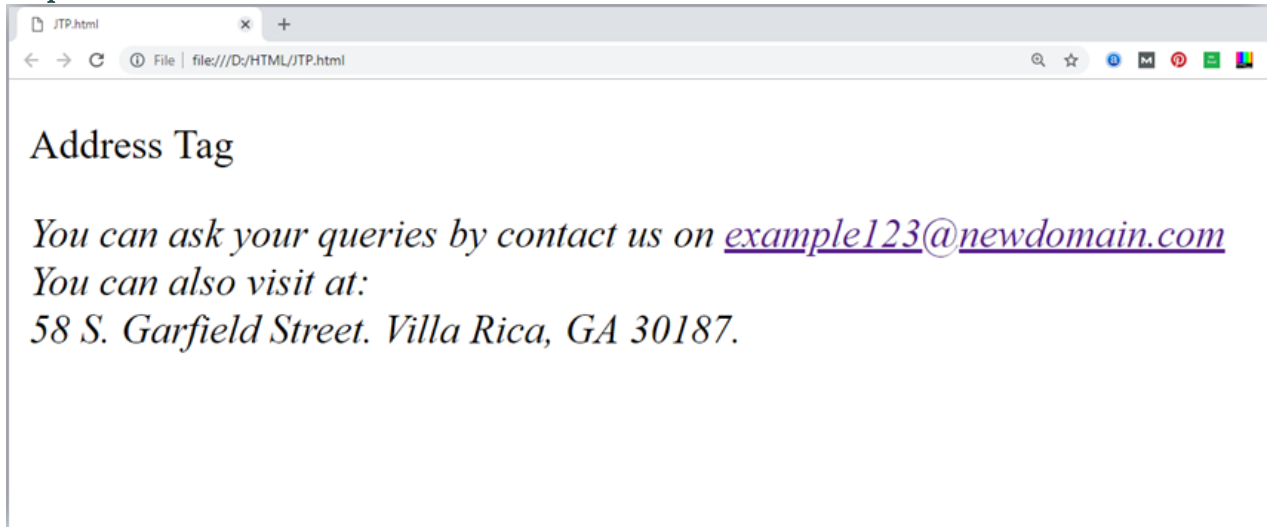 JTP.html
File | file:///D:/HTML/JTP.html
Address Tag
You can ask your queries by contact us on example123@newdomain.com
You can also visit at:
58 S. Garfield Street. Villa Rica, GA 30187.